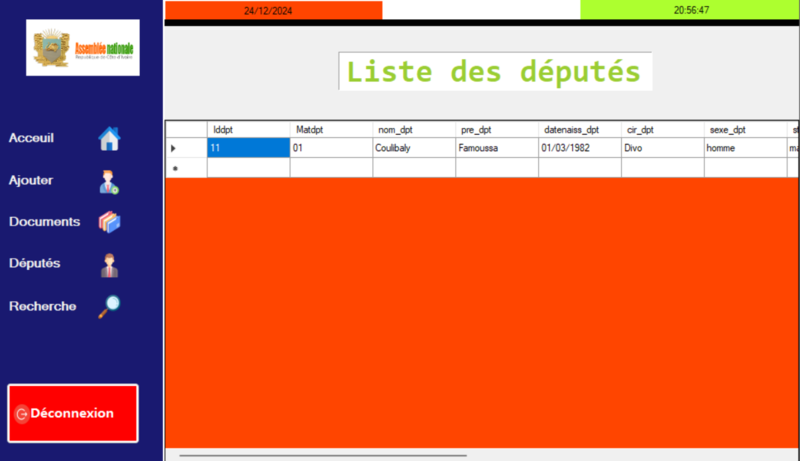 24/12/2024
20:56:47
Assemblée nationale
République de Côte d'Ivoire
Liste des députés
Acceuil
Ajouter
Documents
Députés
Recherche
Déconnexion
Iddpt Matdpt nom_dpt pre_dpt datenaiss_dpt cir_dpt sexe_dpt st
11 01 Coulibaly Famoussa 01/03/1982 Divo homme ma